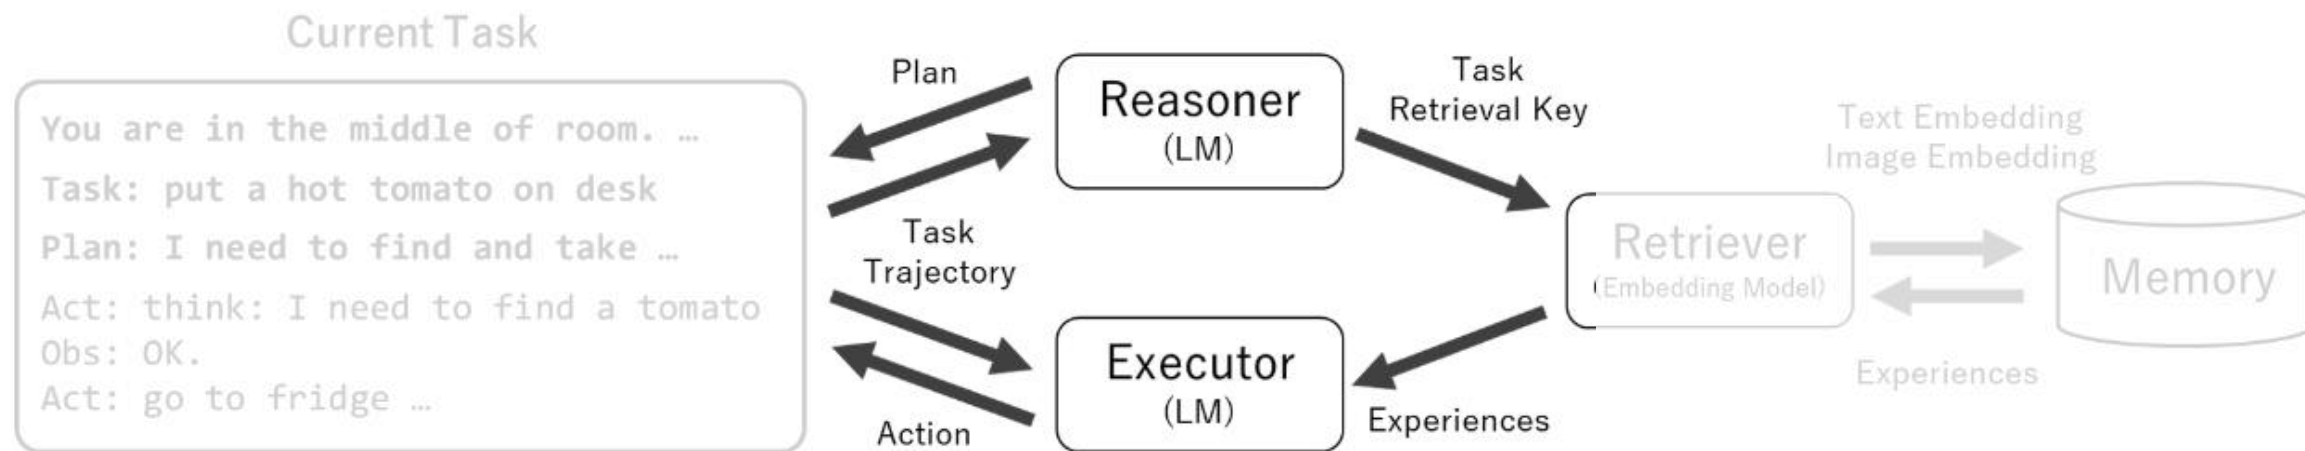 Current Task
You are in the middle of room. …
Task: put a hot tomato on desk
Plan: I need to find and take …
Act: think: I need to find a tomato
Obs: OK.
Act: go to fridge …
Plan
Task
Trajectory
Action
Reasoner
(LM)
Executor
(LM)
Task
Retrieval Key
Experiences
Retriever
(Embedding Model)
Text Embedding
Image Embedding
Memory
Experiences